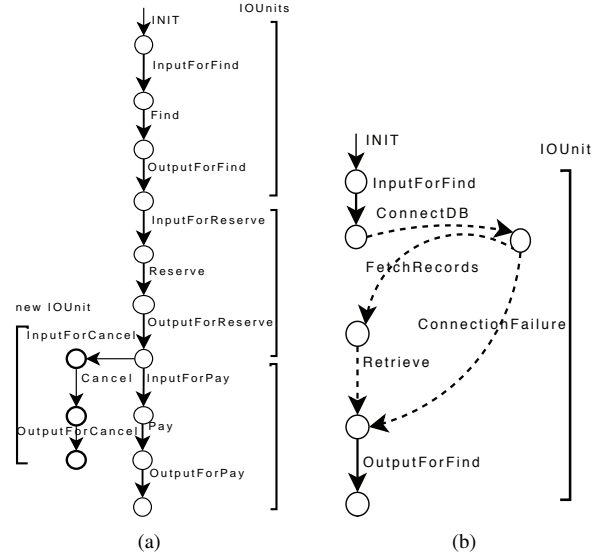 IOUnits
INIT
InputForFind
Find
OutputForFind
InputForReserve
Reserve
OutputForReserve
new IOUnit
InputForCancel
Cancel
OutputForCancel
InputForPay
Pay
OutputForPay
(a)
INIT
IOUnit
InputForFind
ConnectDB
FetchRecords
ConnectionFailure
Retrieve
OutputForFind
(b)